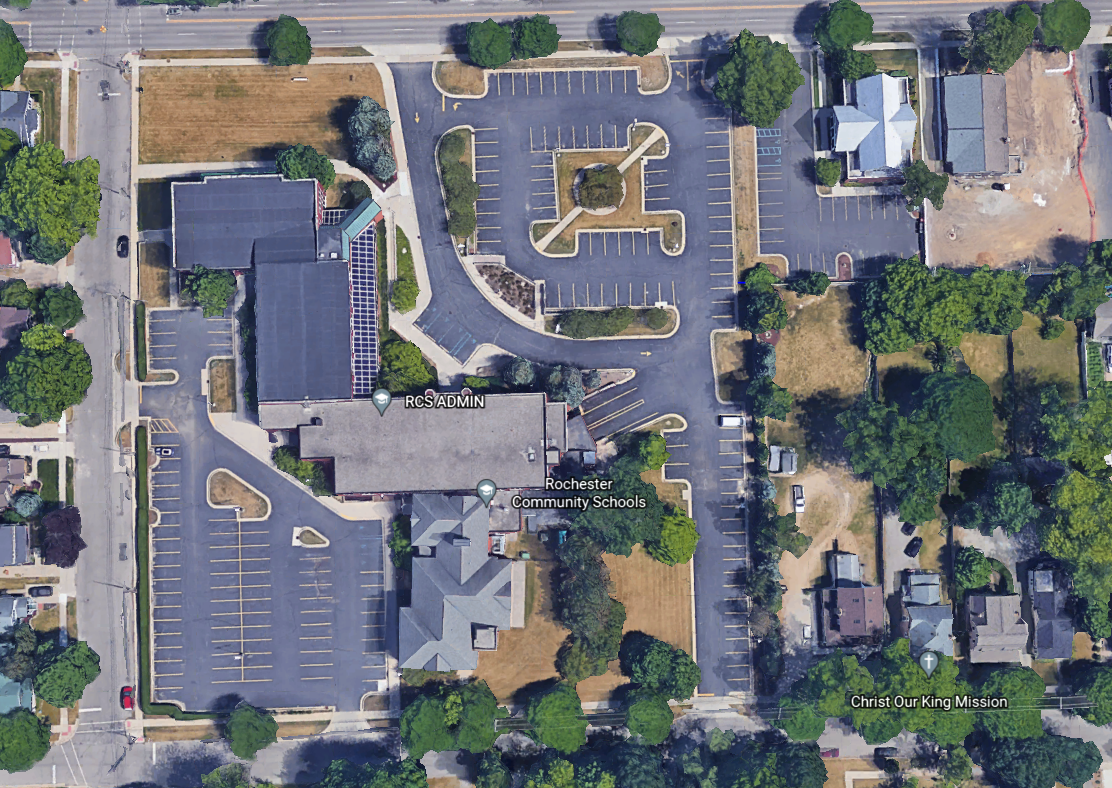 RCS ADMIN
Rochester
Community Schools
Christ Our King Mission